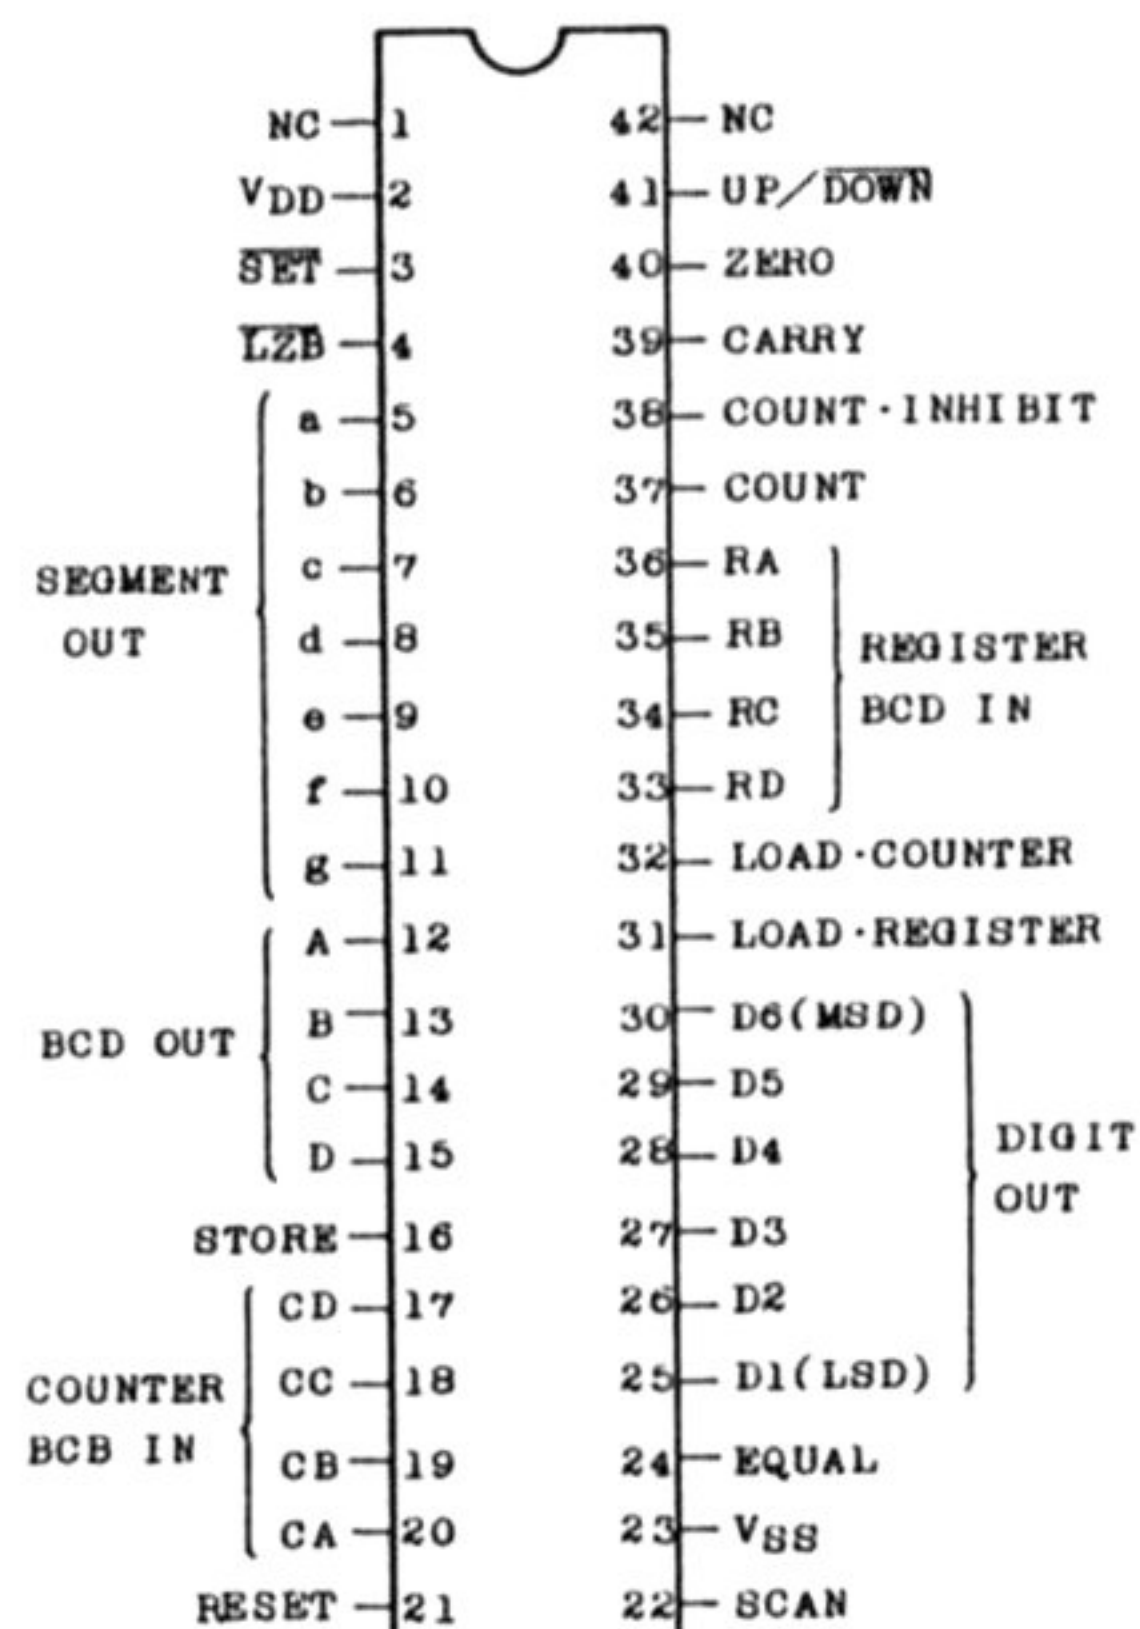 NC 1 42 NC
VDD 2 41 UP/DOWN
SET 3 40 ZERO
LZB 4 39 CARRY
a 5 38 COUNT·INHIBIT
b 6 37 COUNT
c 7 36 RA
SEGMENT
OUT
d 8 35 RB
REGISTER
BCD IN
e 9 34 RC
f 10 33 RD
g 11 32 LOAD·COUNTER
A 12 31 LOAD·REGISTER
B 13 30 D6(MSD)
BCD OUT
C 14 29 D5
D 15 28 D4
DIGIT
OUT
STORE 16 27 D3
CD 17 26 D2
CC 18 25 D1(LSD)
COUNTER
BCB IN
CB 19 24 EQUAL
CA 20 23 VSS
RESET 21 22 SCAN